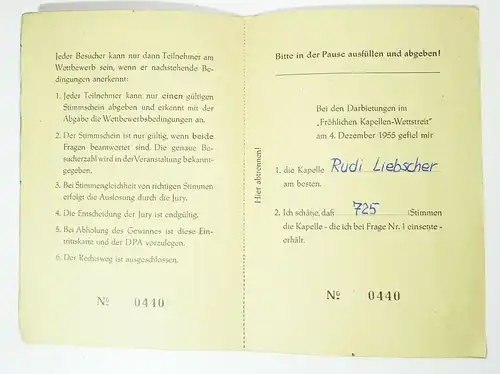 Jeder Besucher kann nur dann Teilnehmer am
Wettbewerb sein, wenn er nachstehende Be-
dingungen anerkennt:
1. Jeder Teilnehmer kann nur einen gültigen
Stimmschein abgeben und erkennt mit der
Abgabe die Wettbewerbsbedingungen an.
2. Der Stimmschein ist nur gültig, wenn beide
Fragen beantwortet sind. Die genaue Be-
sucherzahl wird in der Veranstaltung bekannt-
gegeben.
3. Bei Stimmengleichheit von richtigen Stimmen
erfolgt die Auslosung durch die Jury.
4. Die Entscheidung der Jury ist endgültig.
5. Bei Abholung des Gewinnes ist diese Ein-
trittskarte und der DPA vorzulegen.
6. Der Rechtsweg ist ausgeschlossen.
Nº 0440
Hier abtrennen!
Bitte in der Pause ausfüllen und abgeben!
Bei den Darbietungen im
„Fröhlichen Kapellen-Wettstreit"
am 4. Dezember 1955 gefiel mir
1. die Kapelle Rudi Liebscher
am besten.
2. Ich schätze, daß 725 Stimmen
die Kapelle - die ich bei Frage Nr. 1 einsetzte -
erhält.
Nº 0440